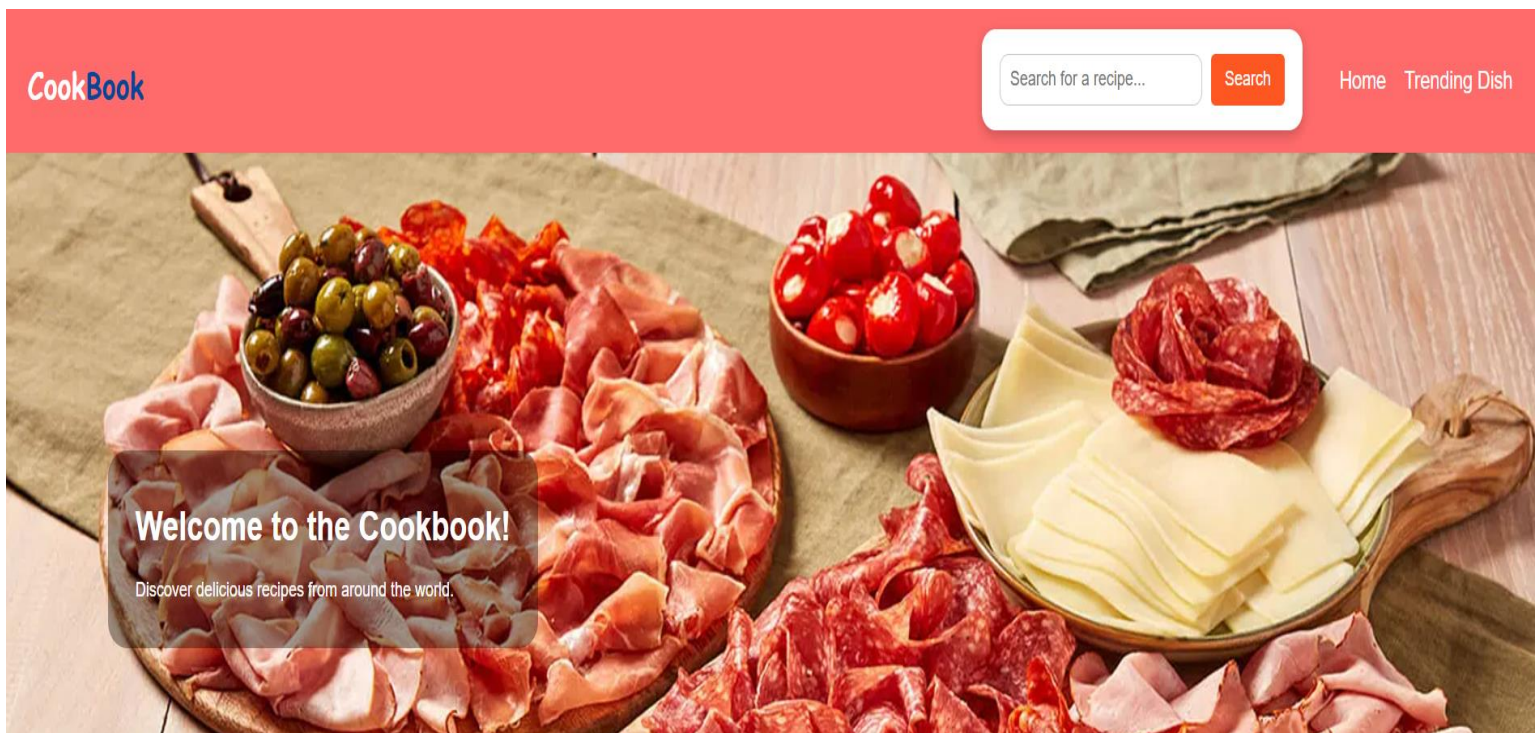 CookBook
Search for a recipe...
Search
Home
Trending Dish
Welcome to the Cookbook!
Discover delicious recipes from around the world.